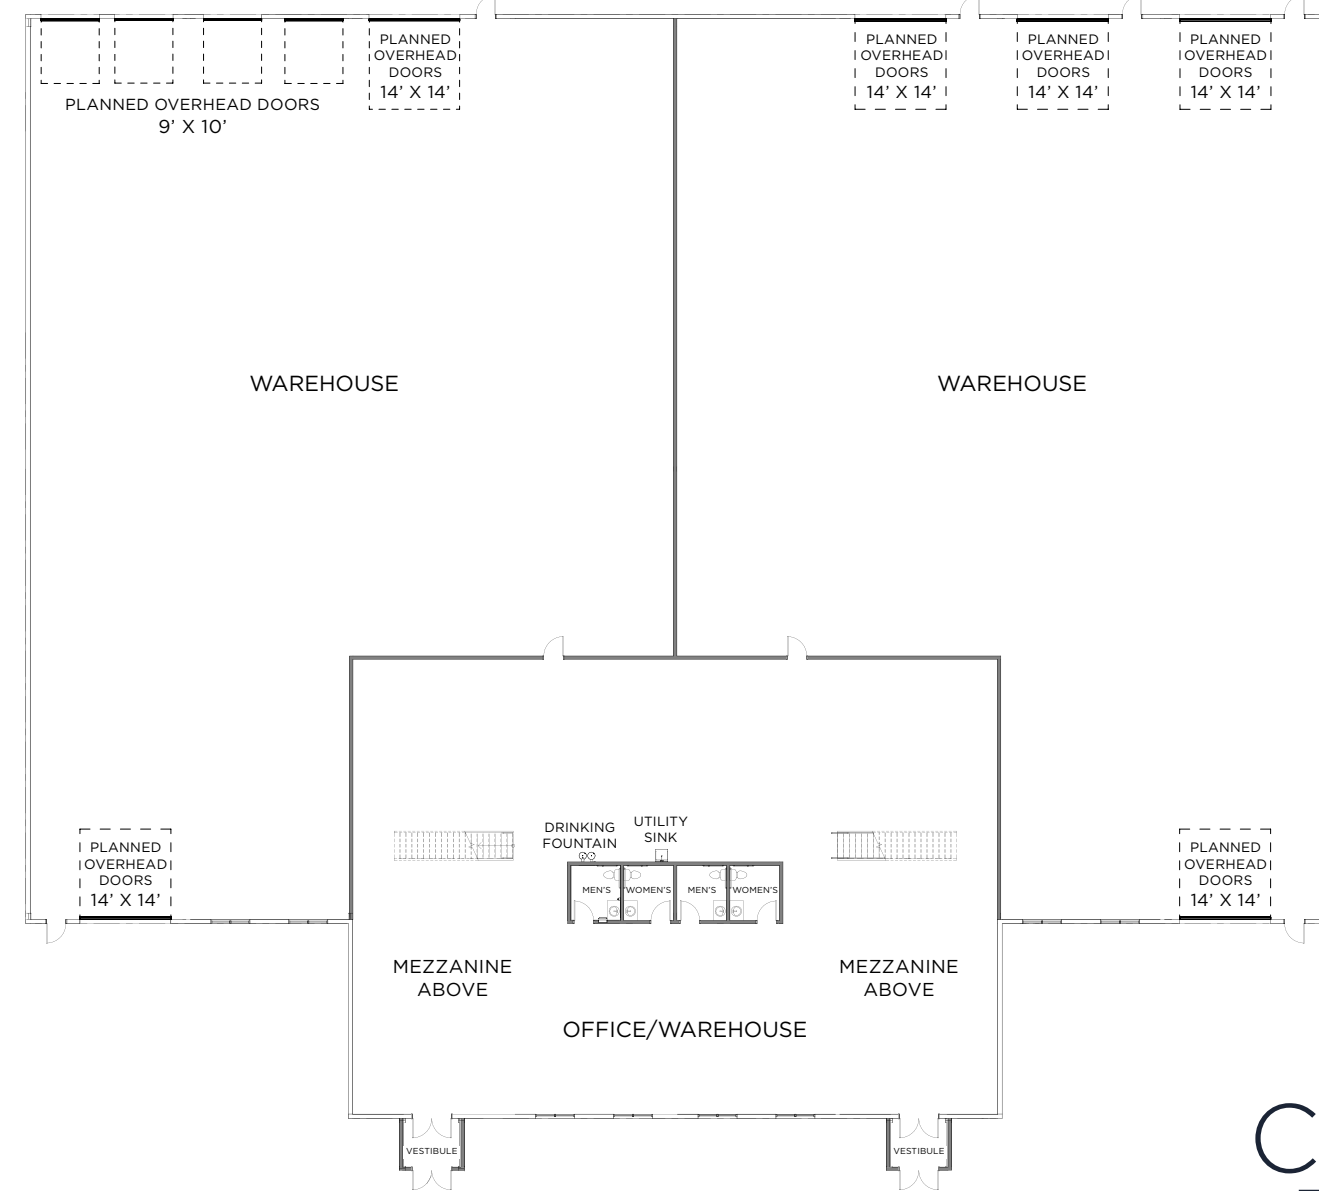 PLANNED
OVERHEAD
DOORS
14’ X 14’
PLANNED
OVERHEAD
DOORS
14’ X 14’
PLANNED
OVERHEAD
DOORS
14’ X 14’
PLANNED
OVERHEAD
DOORS
14’ X 14’
PLANNED OVERHEAD DOORS
9’ X 10’
WAREHOUSE
WAREHOUSE
DRINKING
FOUNTAIN
UTILITY
SINK
PLANNED
OVERHEAD
DOORS
14’ X 14’
PLANNED
OVERHEAD
DOORS
14’ X 14’
MEN'S
WOMEN'S
MEN'S
WOMEN'S
MEZZANINE
ABOVE
MEZZANINE
ABOVE
OFFICE/WAREHOUSE
VESTIBULE
VESTIBULE
C